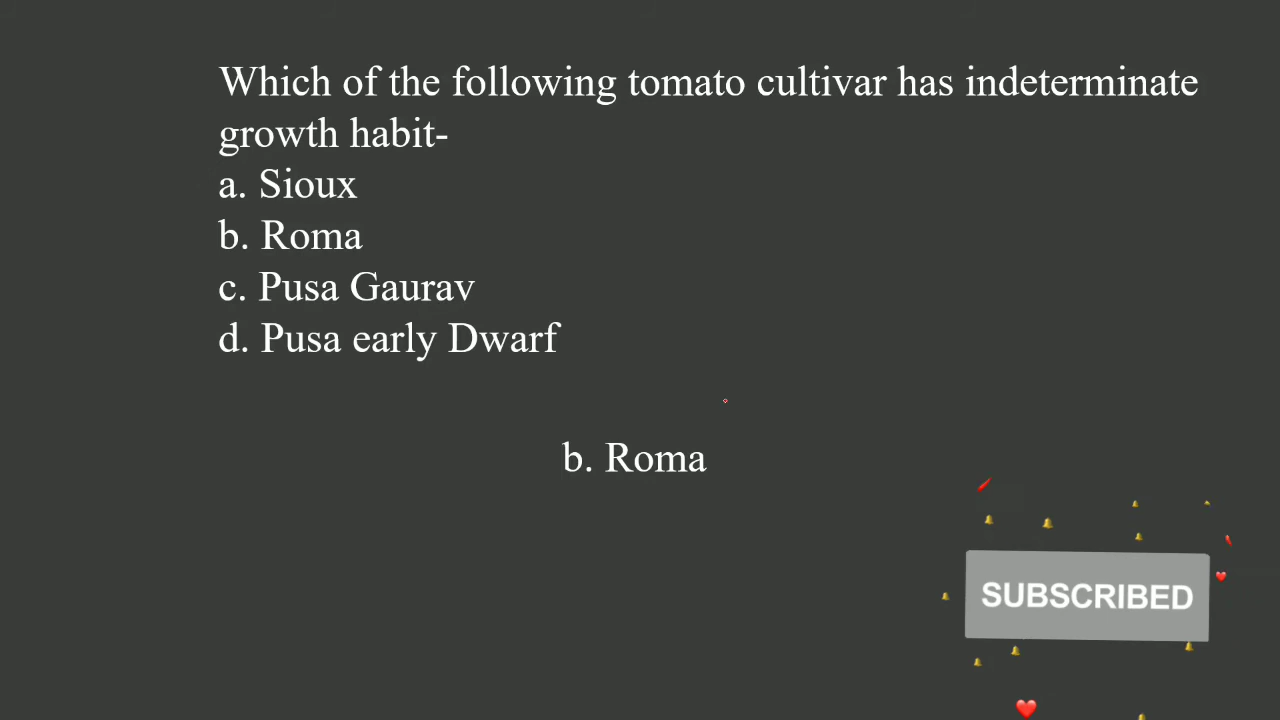 Which of the following tomato cultivar has indeterminate
growth habit-
a. Sioux
b. Roma
c. Pusa Gaurav
d. Pusa early Dwarf
b. Roma
SUBSCRIBED